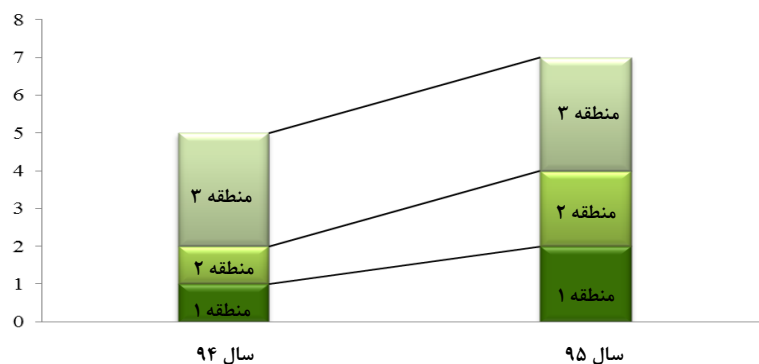 8
7
6
5
4
3
2
1
0
منطقه ۳
منطقه ۲
منطقه ۱
منطقه ۳
منطقه ۲
منطقه ۱
سال ۹۴
سال ۹۵